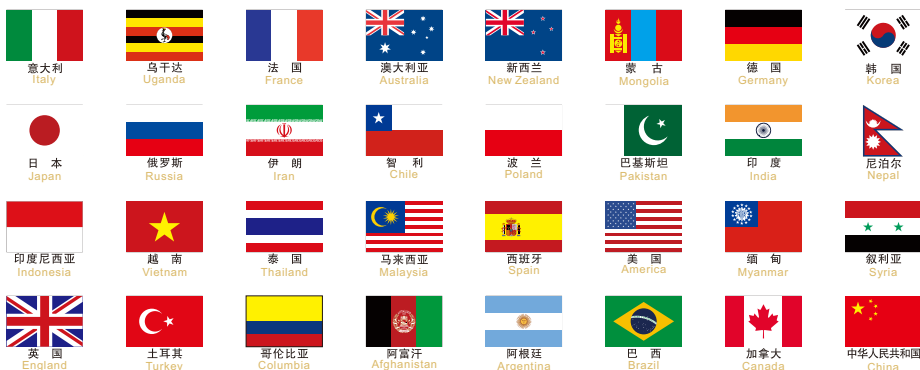 意大利 乌干达 法 国 澳大利亚 新西兰 蒙 古 德 国 韩 国
Italy Uganda France Australia New Zealand Mongolia Germany Korea
日 本 俄罗斯 伊 朗 智 利 波 兰 巴基斯坦 印 度 尼泊尔
Japan Russia Iran Chile Poland Pakistan India Nepal
印度尼西亚 越 南 泰 国 马来西亚 西班牙 美 国 缅 甸 叙利亚
Indonesia Vietnam Thailand Malaysia Spain America Myanmar Syria
英 国 土耳其 哥伦比亚 阿富汗 阿根廷 巴 西 加拿大 中华人民共和国
England Turkey Columbia Afghanistan Argentina Brazil Canada China